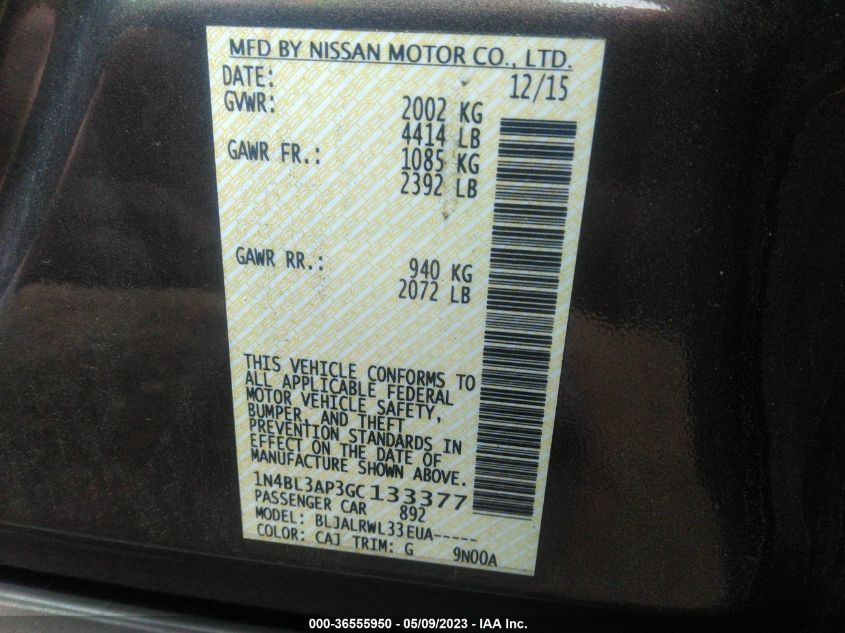 MFD BY NISSAN MOTOR CO., LTD.
DATE: 12/15
GVWR: 2002 KG
4414 LB
GAWR FR.: 1085 KG
2392 LB
GAWR RR.: 940 KG
2072 LB
THIS VEHICLE CONFORMS TO
ALL APPLICABLE FEDERAL
MOTOR VEHICLE SAFETY,
BUMPER, AND THEFT
PREVENTION STANDARDS IN
EFFECT ON THE DATE OF
MANUFACTURE SHOWN ABOVE.
1N4BL3AP3GC133377
PASSENGER CAR 892
MODEL: BLJALRWL33EUA-----
COLOR: CAJ TRIM: G 9N00A
000-36555950 - 05/09/2023 - IAA Inc.